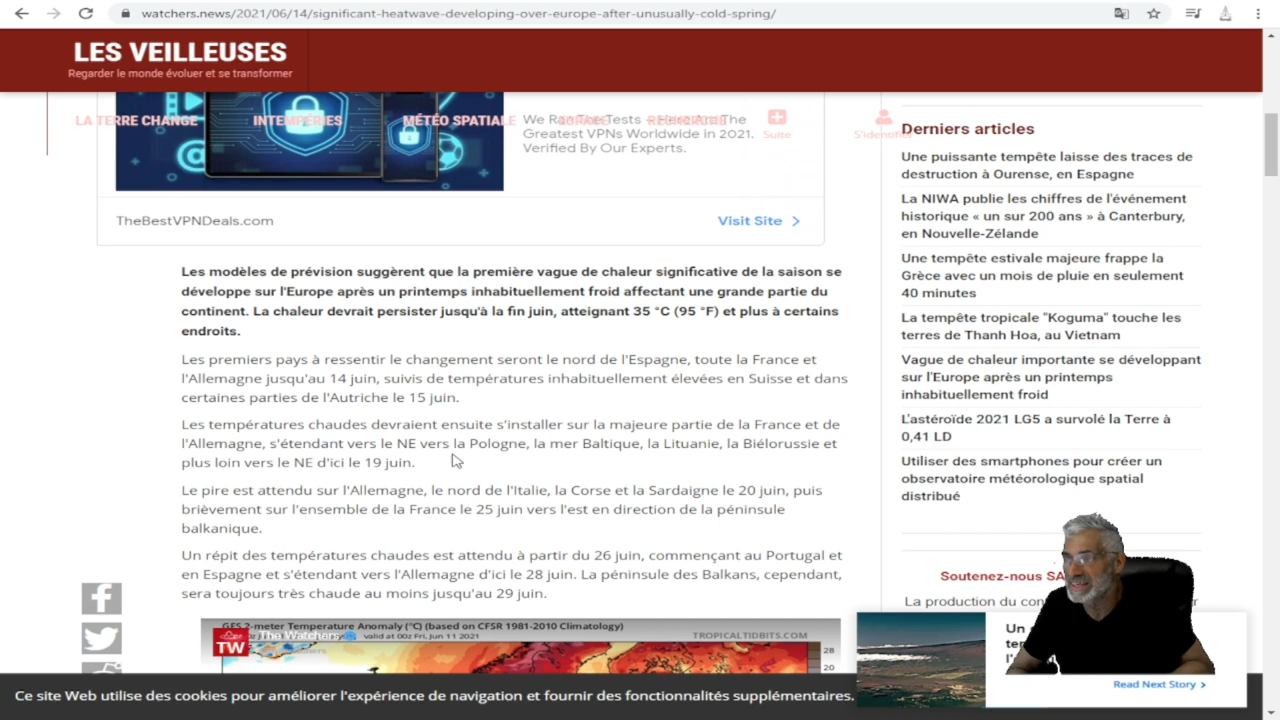 watchers.news/2021/06/14/significant-heatwave-developing-over-europe-after-unusually-cold-spring/
LES VEILLEUSES
Regarder le monde évoluer et se transformer
LA TERRE CHANGE
INTEMPÉRIES
MÉTÉO SPATIALE
Suite
S'identifier
We Ran The Tests - Here Are The
Greatest VPNs Worldwide in 2021.
Verified By Our Experts.
TheBestVPNDeals.com
Visit Site
Les modèles de prévision suggèrent que la première vague de chaleur significative de la saison se
développe sur l'Europe après un printemps inhabituellement froid affectant une grande partie du
continent. La chaleur devrait persister jusqu'à la fin juin, atteignant 35 °C (95 °F) et plus à certains
endroits.
Les premiers pays à ressentir le changement seront le nord de l'Espagne, toute la France et
l'Allemagne jusqu'au 14 juin, suivis de températures inhabituellement élevées en Suisse et dans
certaines parties de l'Autriche le 15 juin.
Les températures chaudes devraient ensuite s'installer sur la majeure partie de la France et de
l'Allemagne, s'étendant vers le NE vers la Pologne, la mer Baltique, la Lituanie, la Biélorussie et
plus loin vers le NE d'ici le 19 juin.
Le pire est attendu sur l'Allemagne, le nord de l'Italie, la Corse et la Sardaigne le 20 juin, puis
brièvement sur l'ensemble de la France le 25 juin vers l'est en direction de la péninsule
balkanique.
Un répit des températures chaudes est attendu à partir du 26 juin, commençant au Portugal et
en Espagne et s'étendant vers l'Allemagne d'ici le 28 juin. La péninsule des Balkans, cependant,
sera toujours très chaude au moins jusqu'au 29 juin.
GFS 2-meter Temperature Anomaly (°C) (based on CFSR 1981-2010 Climatology)
TW
The Watchers
valid at 00z Fri, Jun 11 2021
TROPICALTIDBITS.COM
28
20
Derniers articles
Une puissante tempête laisse des traces de
destruction à Ourense, en Espagne
La NIWA publie les chiffres de l'événement
historique « un sur 200 ans » à Canterbury,
en Nouvelle-Zélande
Une tempête estivale majeure frappe la
Grèce avec un mois de pluie en seulement
40 minutes
La tempête tropicale "Koguma" touche les
terres de Thanh Hoa, au Vietnam
Vague de chaleur importante se développant
sur l'Europe après un printemps
inhabituellement froid
L'astéroïde 2021 LG5 a survolé la Terre à
0,41 LD
Utiliser des smartphones pour créer un
observatoire météorologique spatial
distribué
Soutenez-nous
La production du
Read Next Story
Ce site Web utilise des cookies pour améliorer l'expérience de navigation et fournir des fonctionnalités supplémentaires.